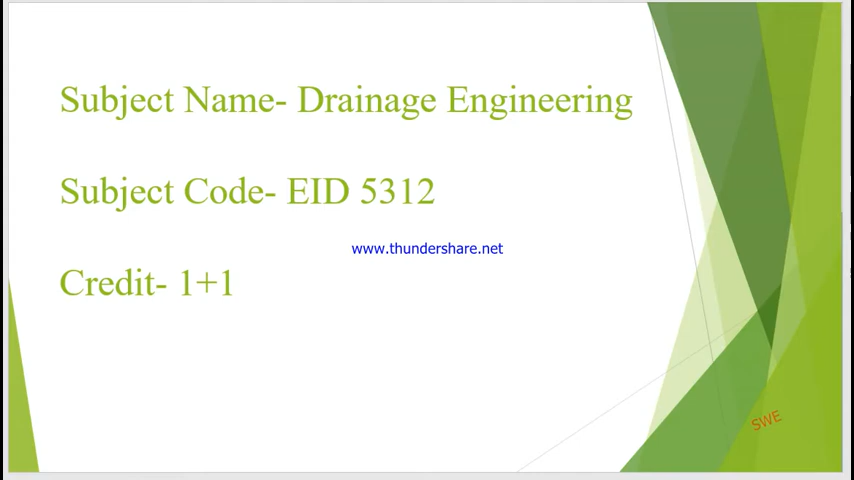 Subject Name- Drainage Engineering
Subject Code- EID 5312
www.thundershare.net
Credit- 1+1
SWE